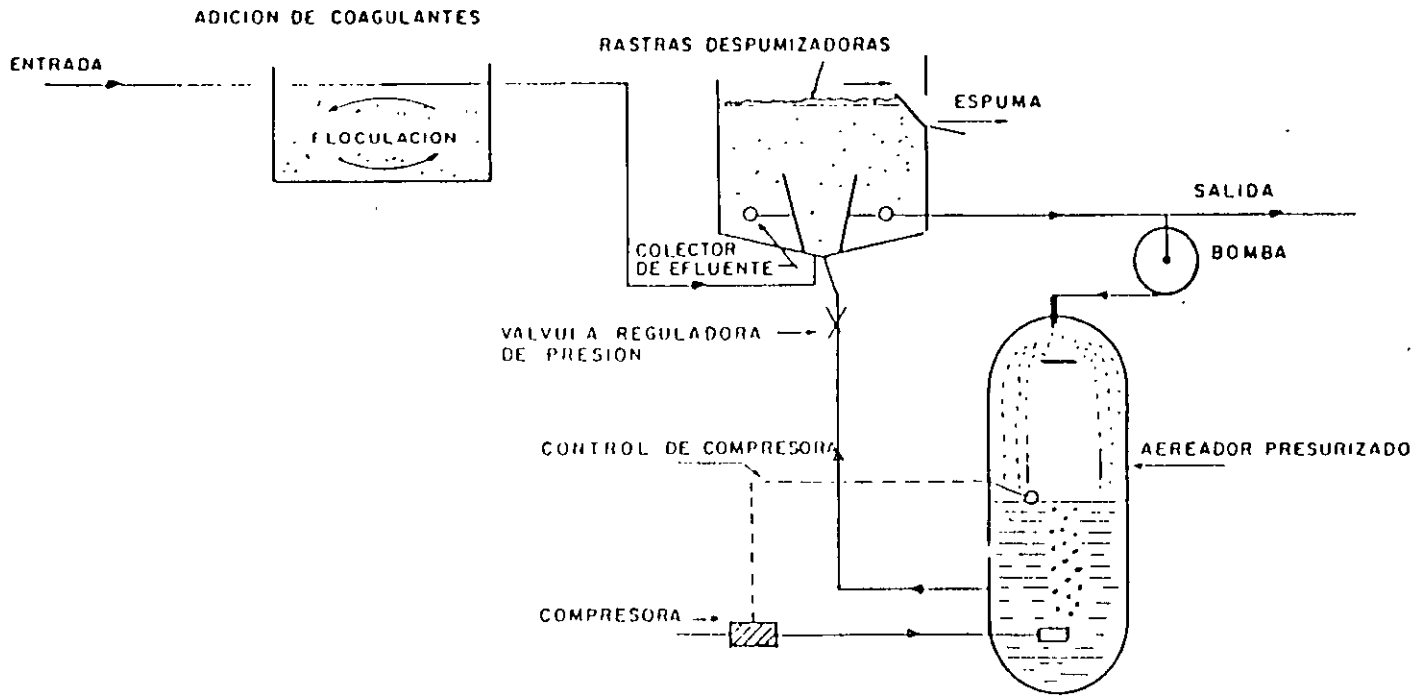 ADICION DE COAGULANTES
RASTRAS DESPUMIZADORAS
ENTRADA
ESPUMA
FLOCULACION
SALIDA
COLECTOR
DE EFLUENTE
BOMBA
VALVULA REGULADORA
DE PRESIÓN
CONTROL DE COMPRESORA
AEREADOR PRESURIZADO
COMPRESORA